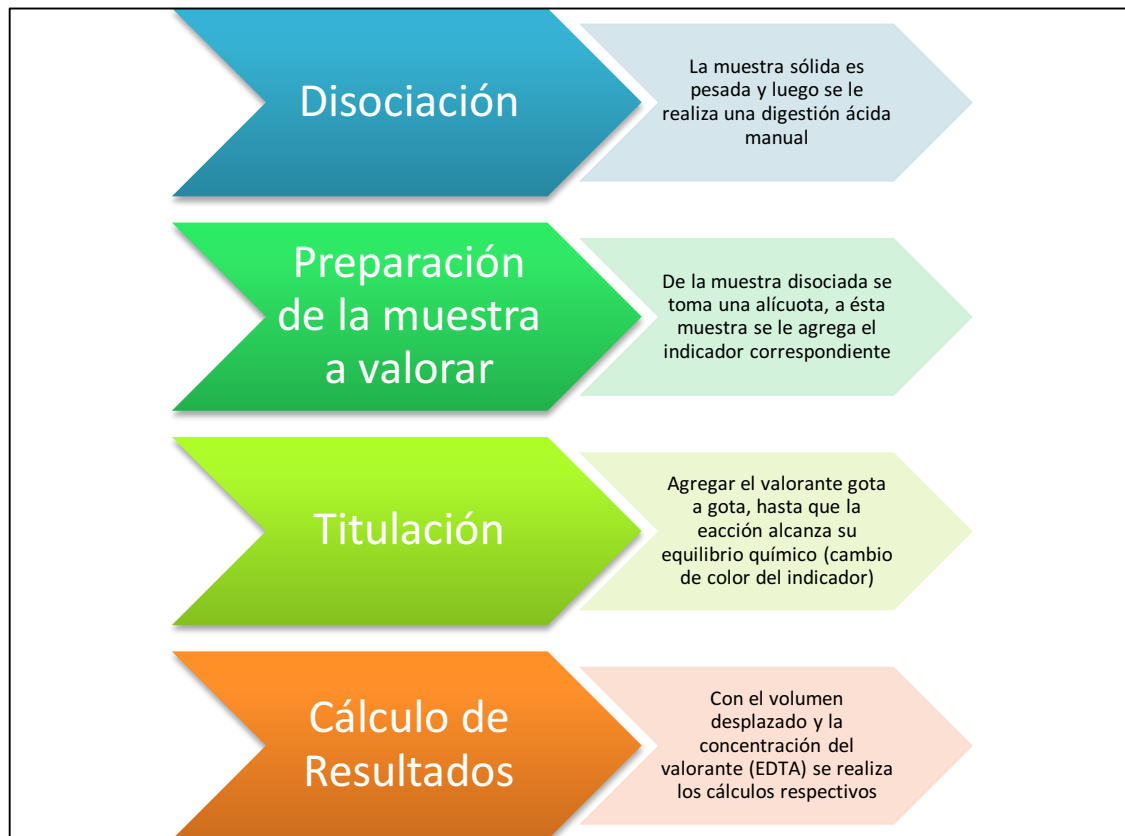 Disociación
La muestra sólida es
pesada y luego se le
realiza una digestión ácida
manual
Preparación
de la muestra
a valorar
De la muestra disociada se
toma una alícuota, a ésta
muestra se le agrega el
indicador correspondiente
Titulación
Agregar el valorante gota
a gota, hasta que la
eacción alcanza su
equilibrio químico (cambio
de color del indicador)
Cálculo de
Resultados
Con el volumen
desplazado y la
concentración del
valorante (EDTA) se realiza
los cálculos respectivos